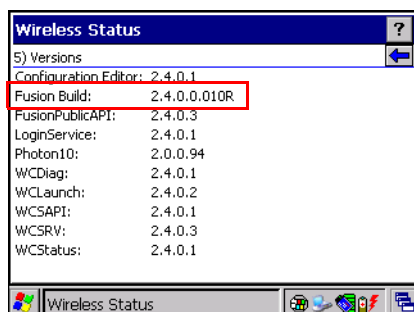 Wireless Status ?
5) Versions
Configuration Editor: 2.4.0.1
Fusion Build: 2.4.0.0.010R
FusionPublicAPI: 2.4.0.3
LoginService: 2.4.0.1
Photon10: 2.0.0.94
WCDiag: 2.4.0.1
WCLaunch: 2.4.0.2
WCSAPI: 2.4.0.1
WCSRV: 2.4.0.3
WCStatus: 2.4.0.1
Wireless Status